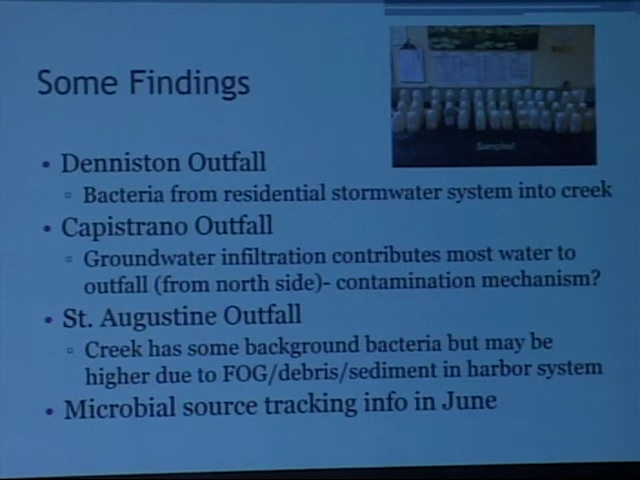 Some Findings
Samples!
• Denniston Outfall
▫ Bacteria from residential stormwater system into creek
• Capistrano Outfall
▫ Groundwater infiltration contributes most water to
outfall (from north side)- contamination mechanism?
• St. Augustine Outfall
▫ Creek has some background bacteria but may be
higher due to FOG/debris/sediment in harbor system
• Microbial source tracking info in June